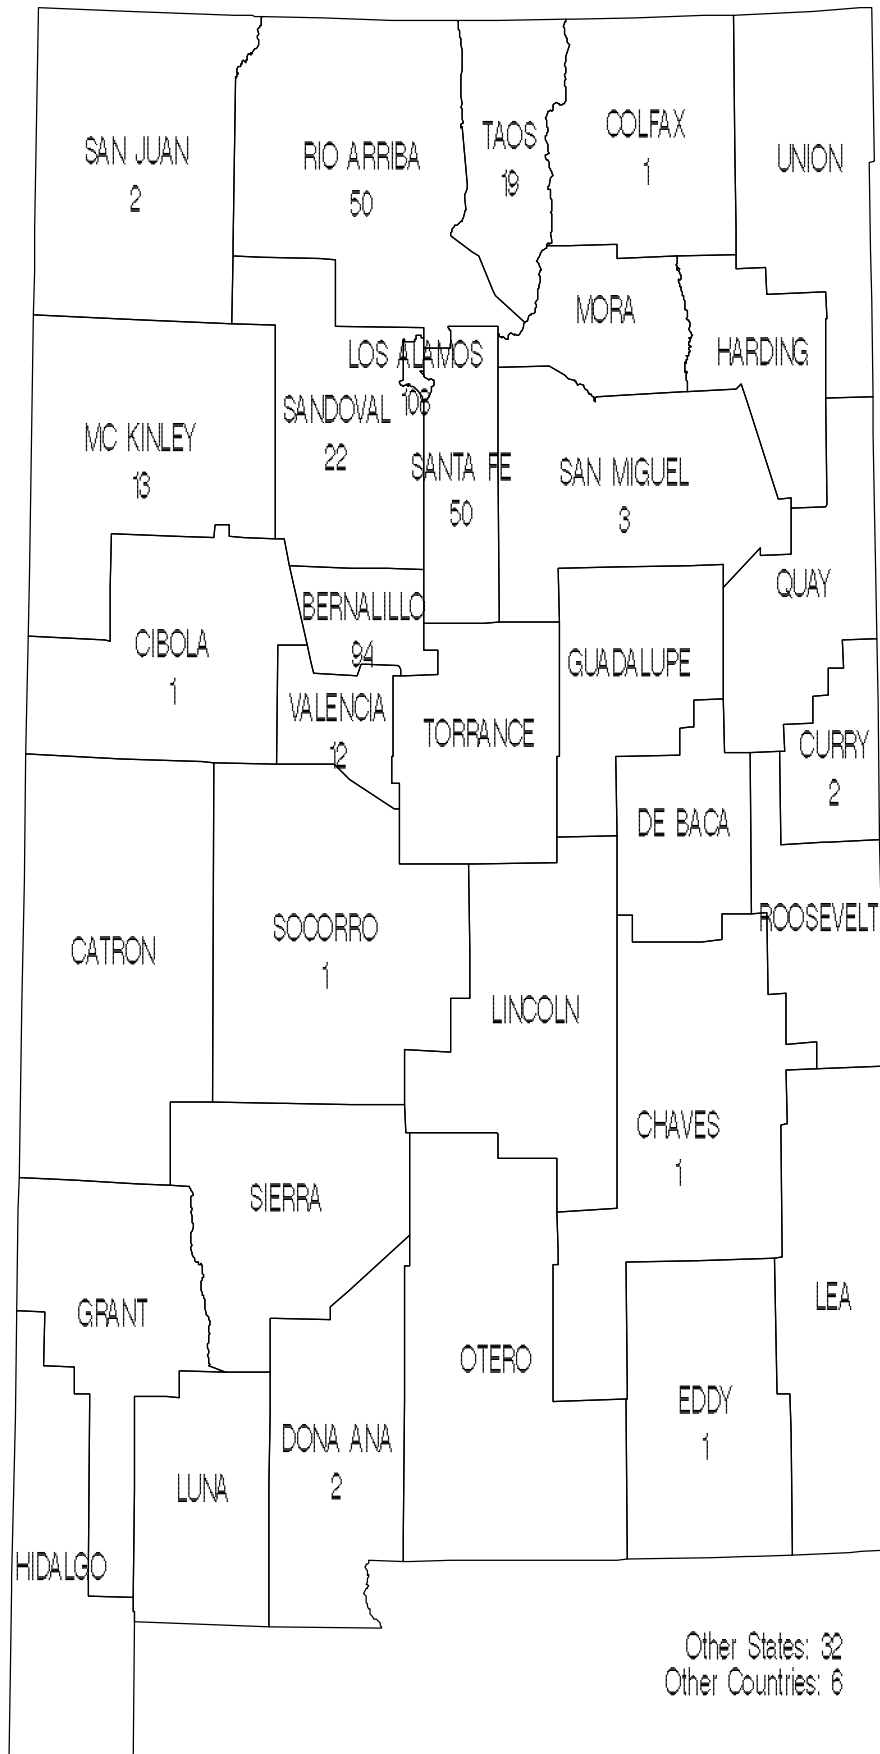 SAN JUAN
2
RIO ARRIBA
50
TAOS
19
COLFAX
1
UNION
MORA
HARDING
LOS ALAMOS
108
SANDOVAL
22
MC KINLEY
13
SANTA FE
50
SAN MIGUEL
3
QUAY
BERNALILLO
94
CIBOLA
1
GUADALUPE
VALENCIA
12
TORRANCE
CURRY
2
DE BACA
ROOSEVELT
CATRON
SOCORRO
1
LINCOLN
CHAVES
1
SIERRA
GRANT
LEA
OTERO
EDDY
1
DONA ANA
2
LUNA
HIDALGO
Other States: 32
Other Countries: 6